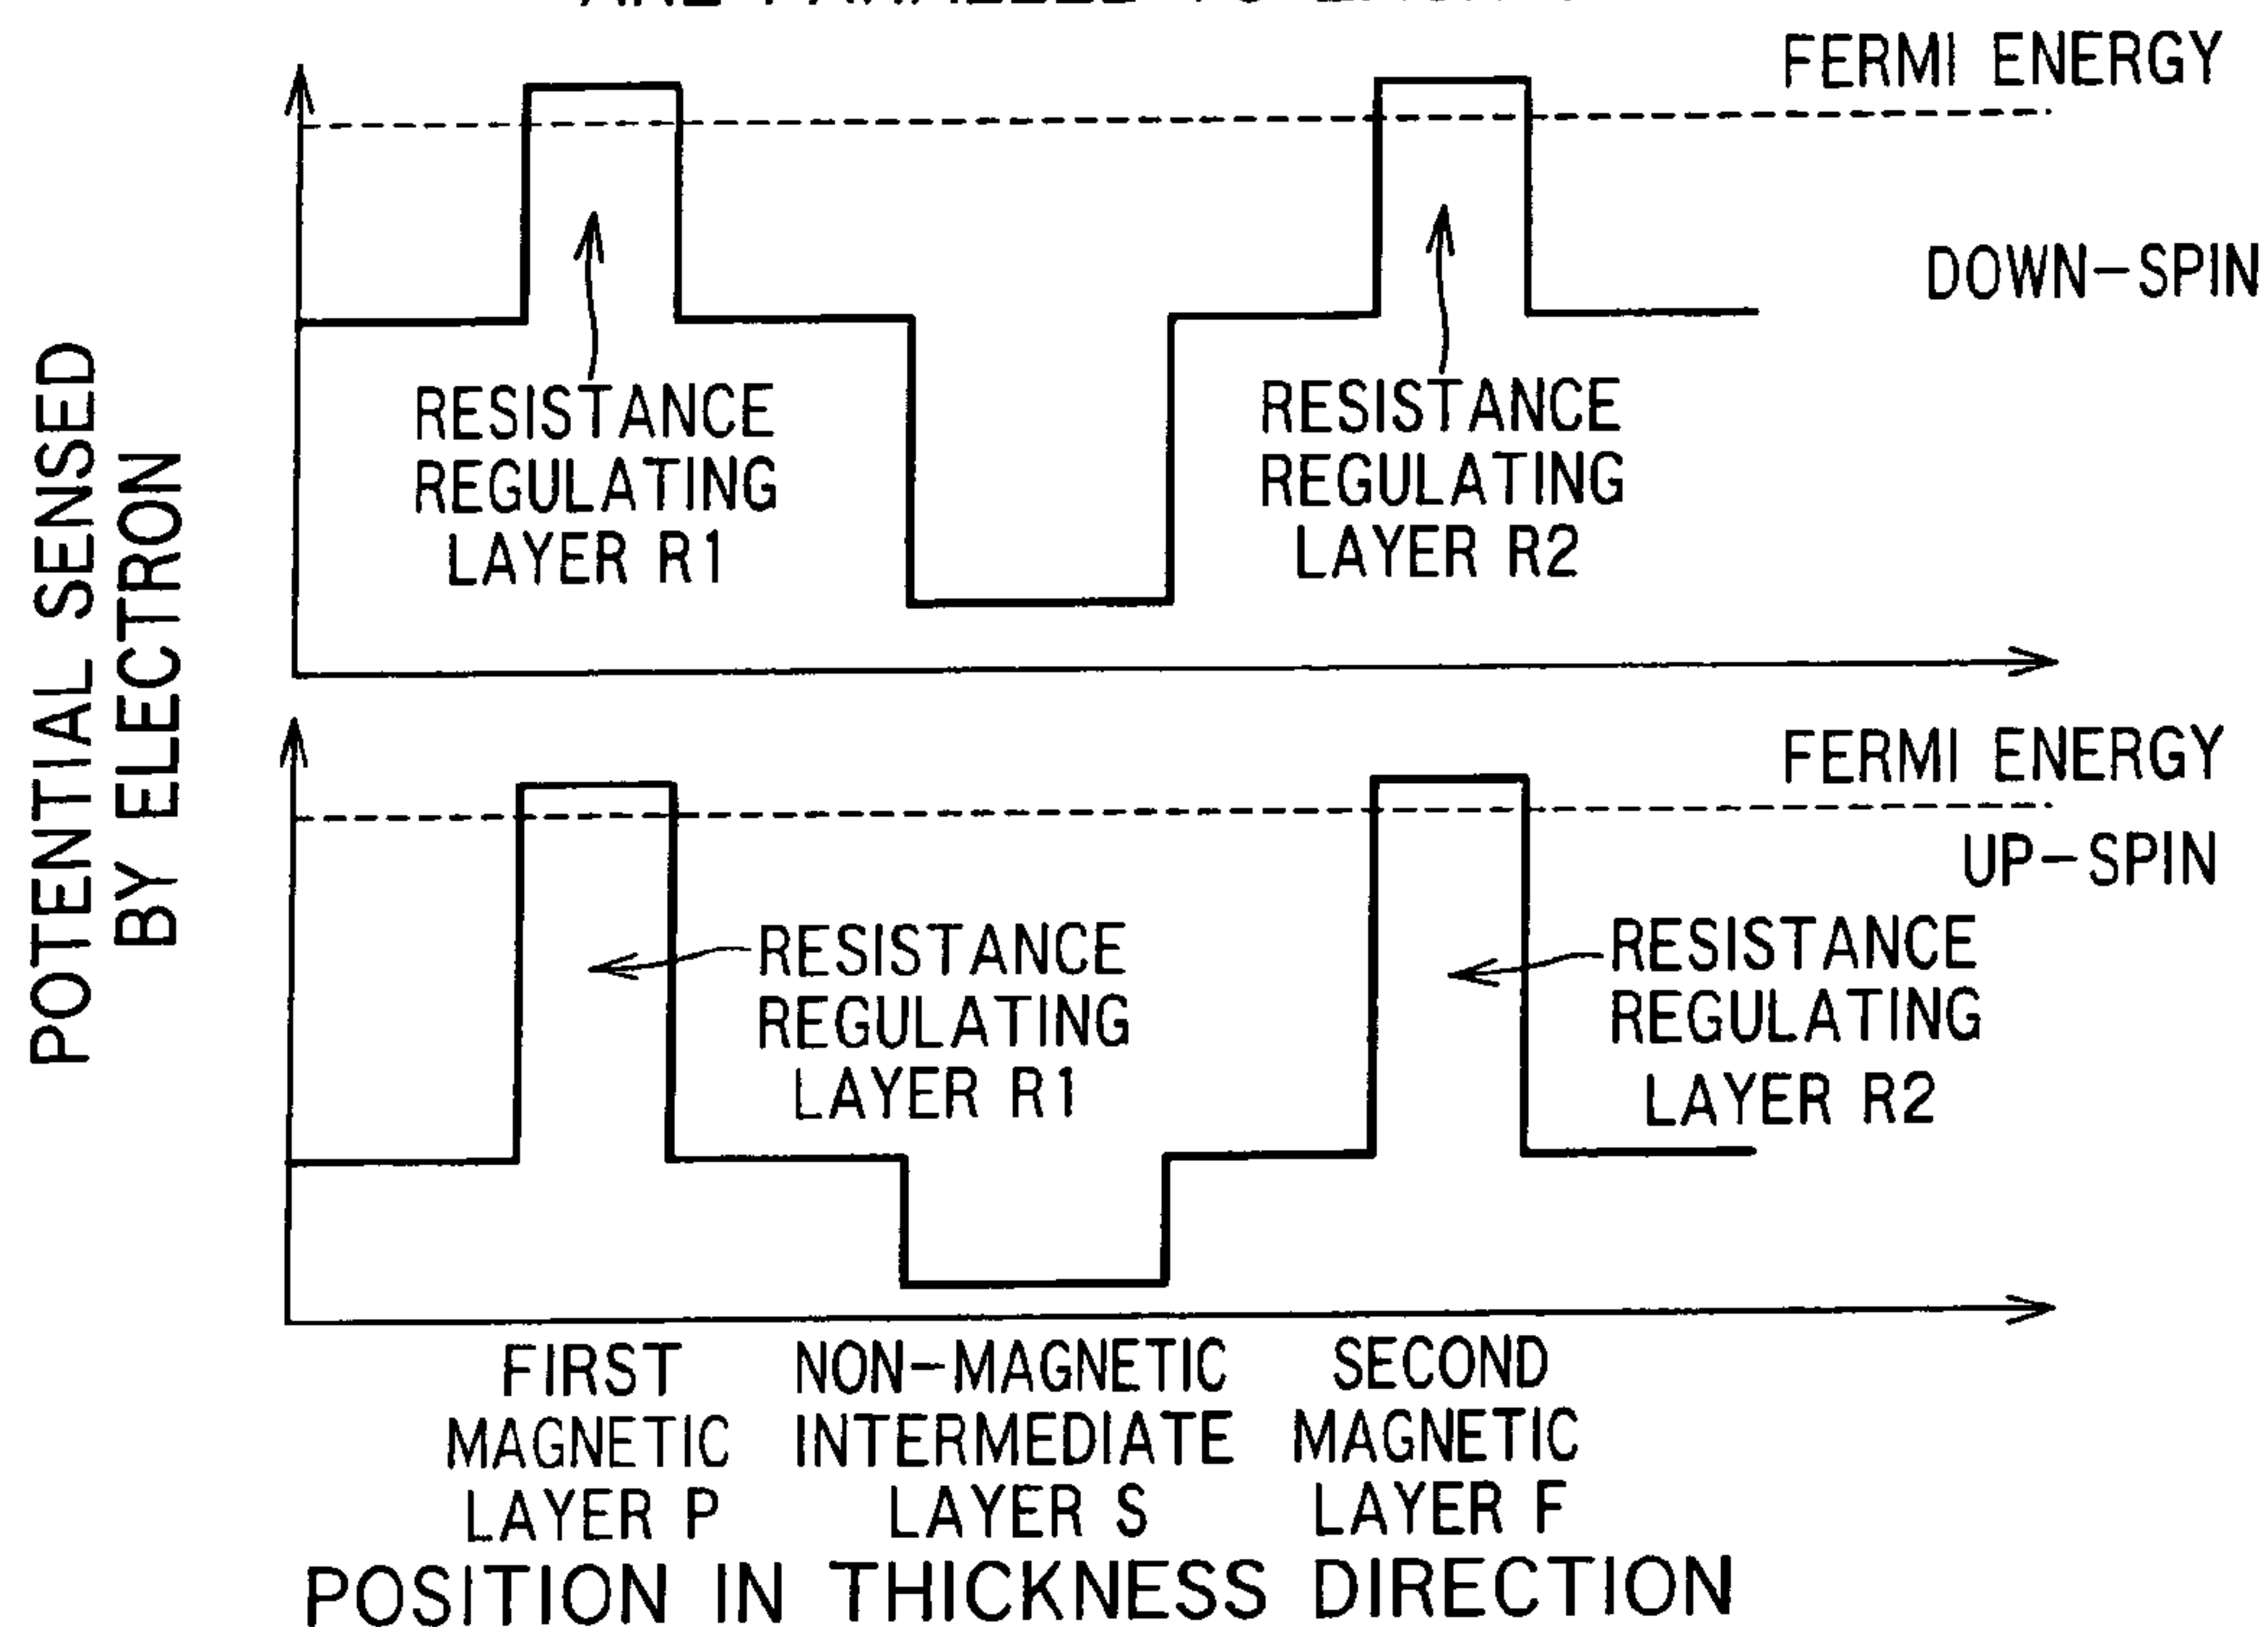 FERMI ENERGY
DOWN-SPIN
RESISTANCE
REGULATING
LAYER R1
RESISTANCE
REGULATING
LAYER R2
POTENTIAL SENSED
BY ELECTRON
FERMI ENERGY
UP-SPIN
RESISTANCE
REGULATING
LAYER R1
RESISTANCE
REGULATING
LAYER R2
FIRST
MAGNETIC
LAYER P
NON-MAGNETIC
INTERMEDIATE
LAYER S
SECOND
MAGNETIC
LAYER F
POSITION IN THICKNESS DIRECTION